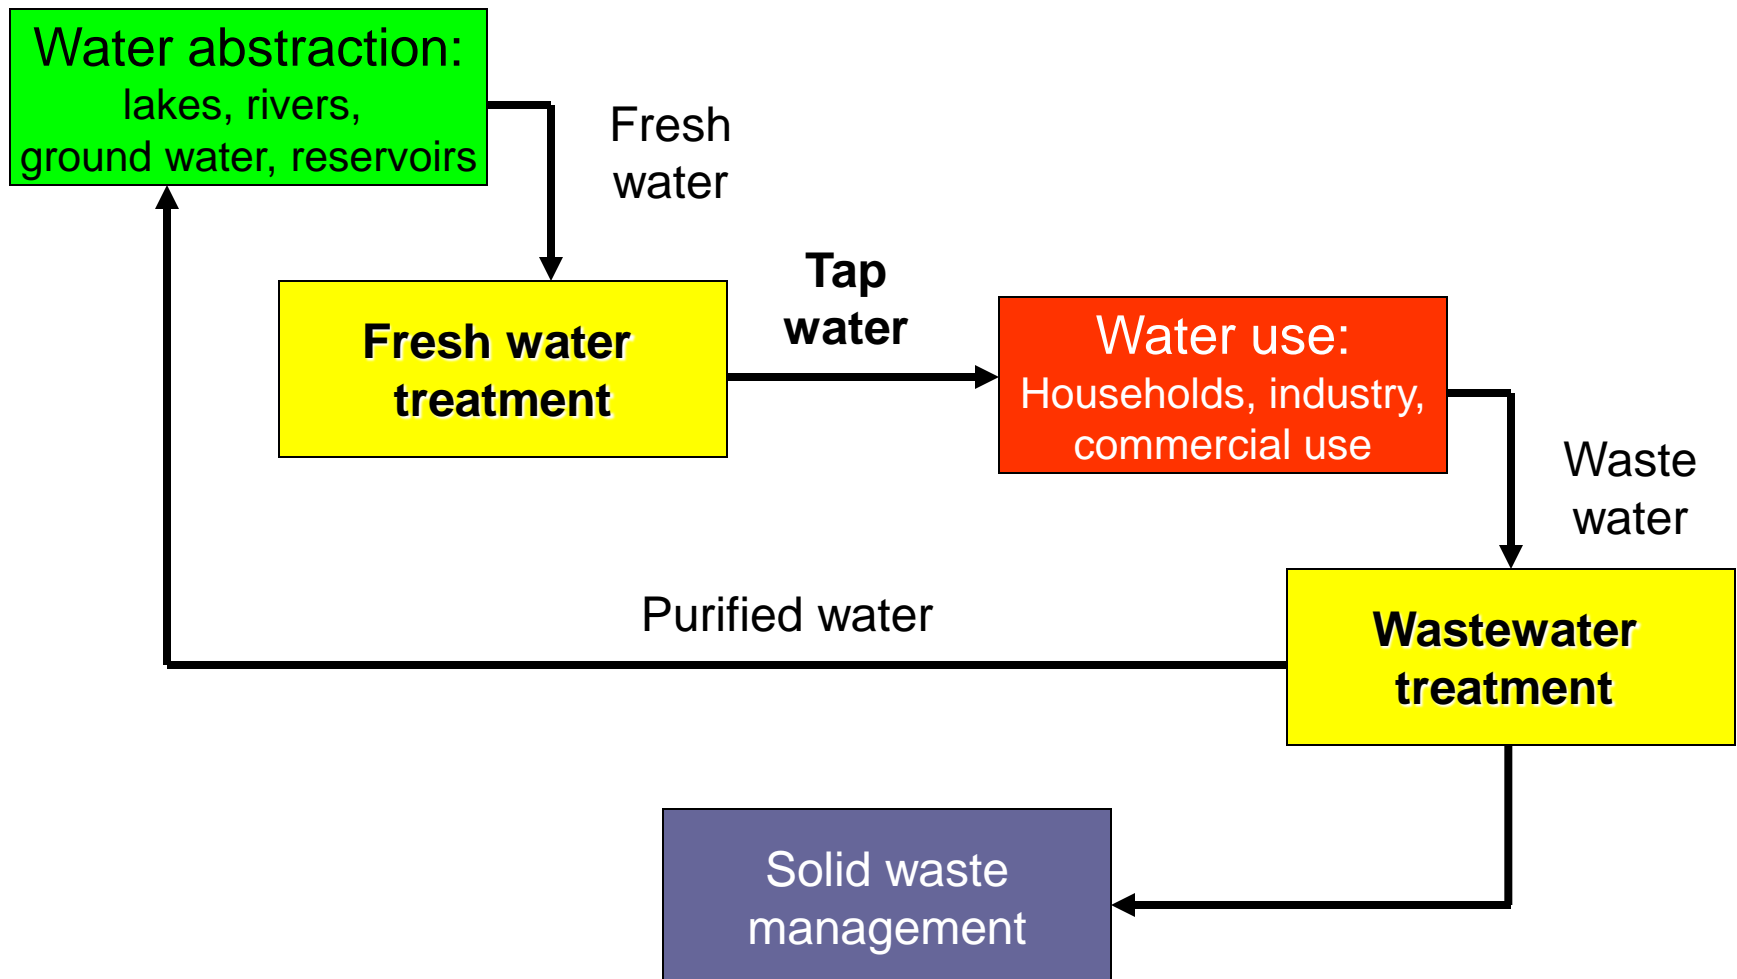 Water abstraction:
lakes, rivers,
ground water, reservoirs
Fresh
water
Tap
water
Fresh water
treatment
Water use:
Households, industry,
commercial use
Waste
water
Purified water
Wastewater
treatment
Solid waste
management